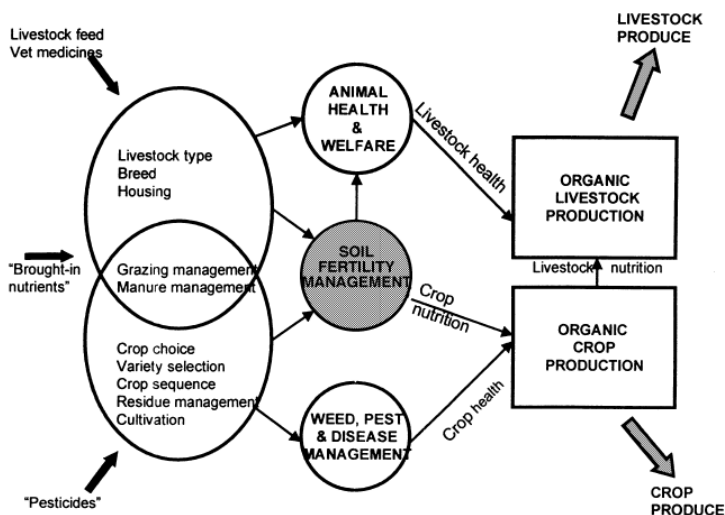 Livestock feed
Vet medicines
LIVESTOCK
PRODUCE
ANIMAL
HEALTH
&
WELFARE
Livestock health
Livestock type
Breed
Housing
ORGANIC
LIVESTOCK
PRODUCTION
"Brought-in
nutrients"
Grazing management
Manure management
SOIL
FERTILITY
MANAGEMENT
Livestock nutrition
Crop
nutrition
ORGANIC
CROP
PRODUCTION
Crop choice
Variety selection
Crop sequence
Residue management
Cultivation
WEED, PEST
& DISEASE
MANAGEMENT
Crop health
"Pesticides"
CROP
PRODUCE